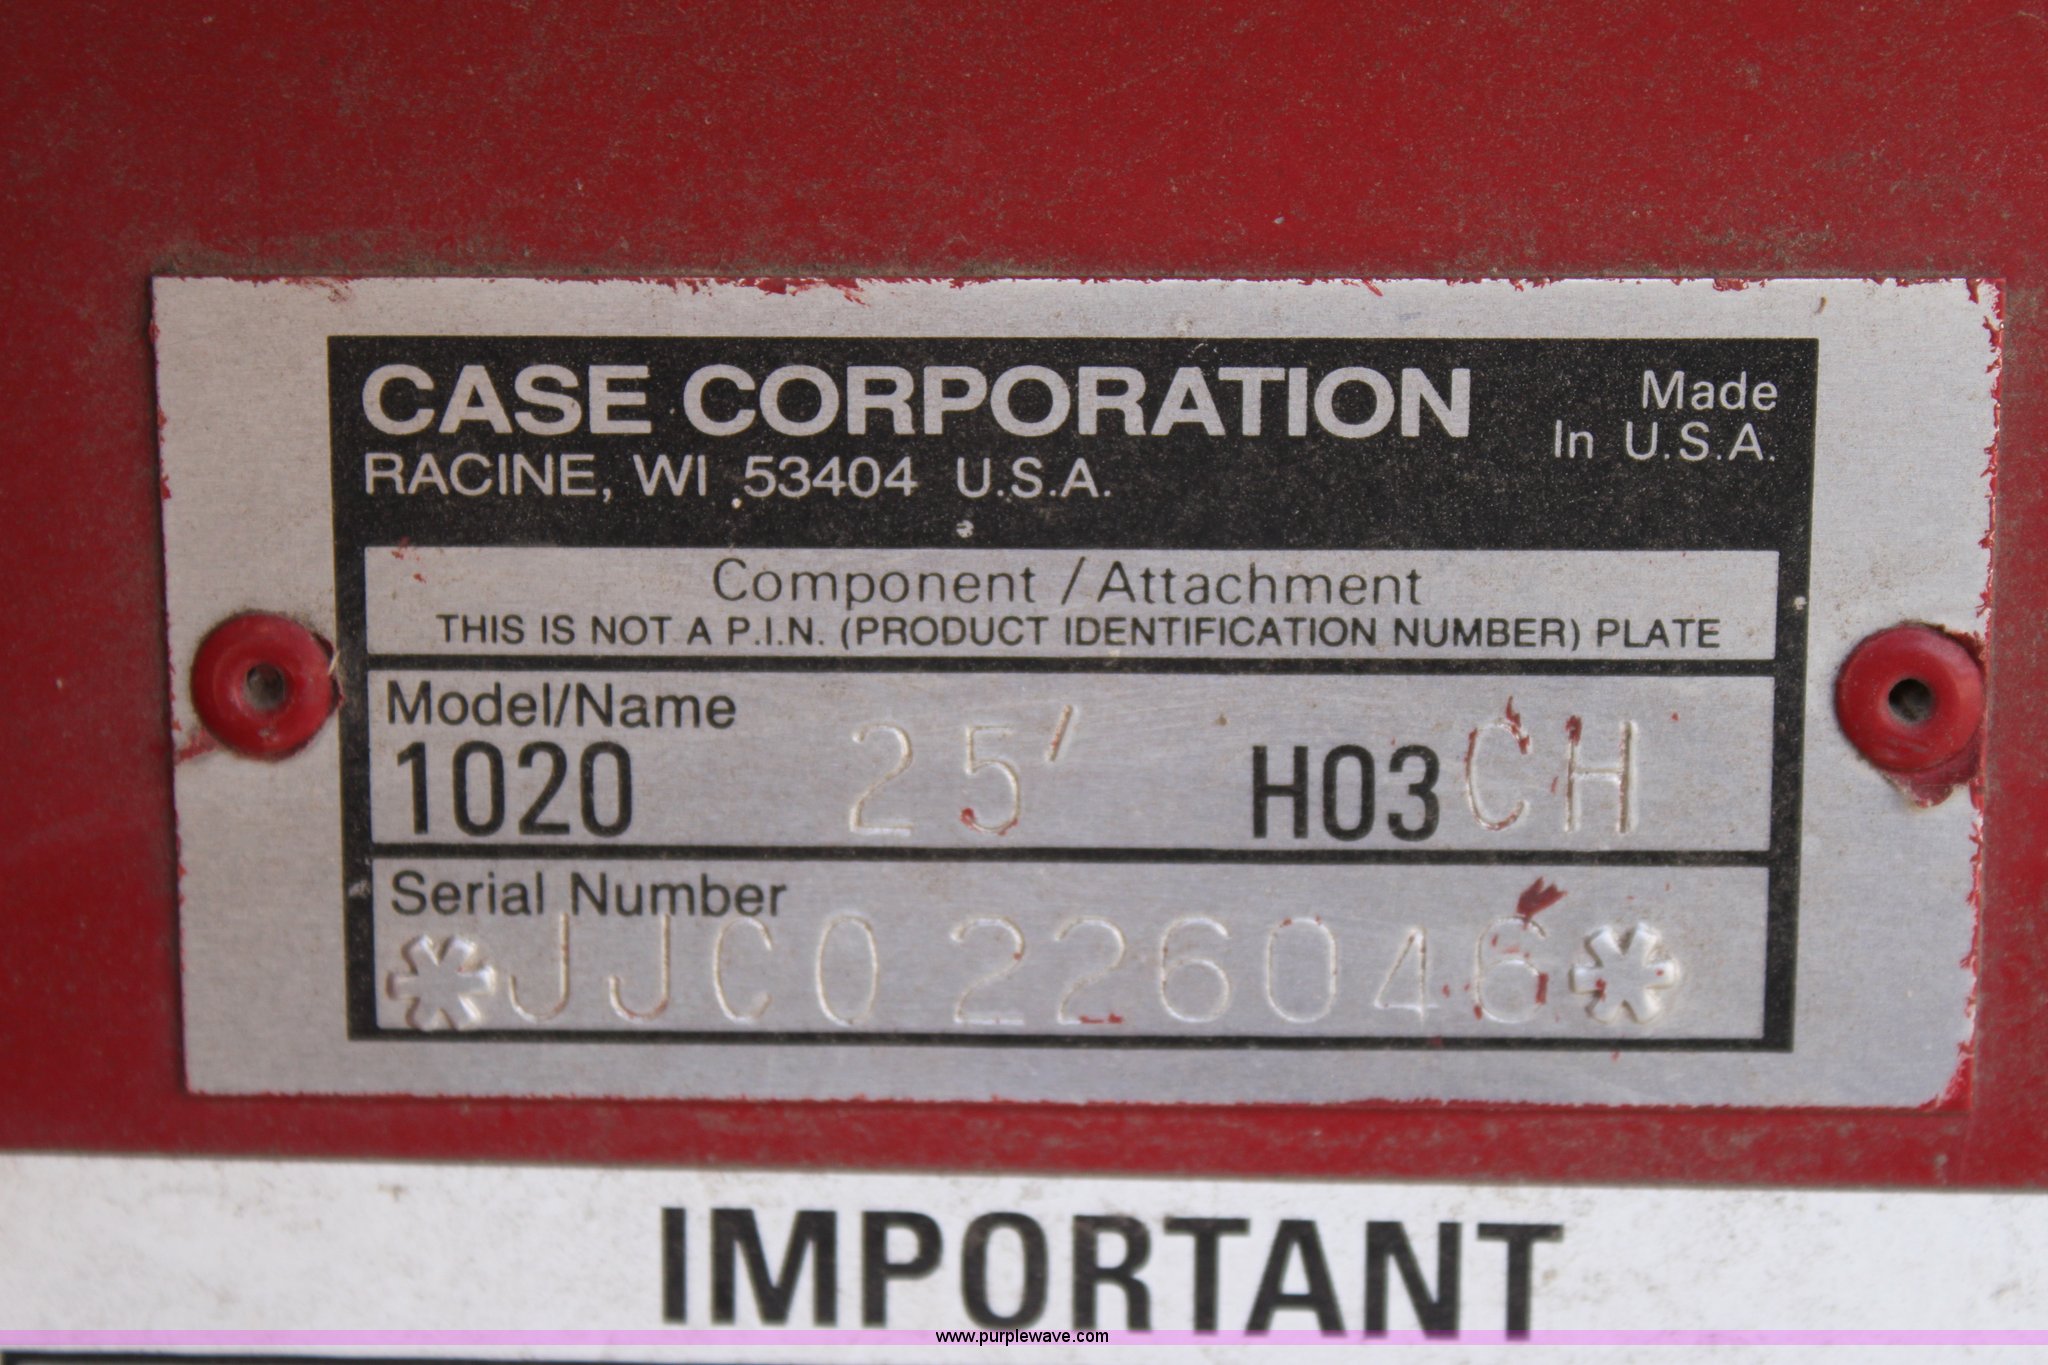 CASE CORPORATION
Made
In U.S.A.
RACINE, WI 53404 U.S.A.
Component / Attachment
THIS IS NOT A P.I.N. (PRODUCT IDENTIFICATION NUMBER) PLATE
Model/Name
1020 25' H03CH
Serial Number
*JJC0226046*
IMPORTANT
www.purplewave.com